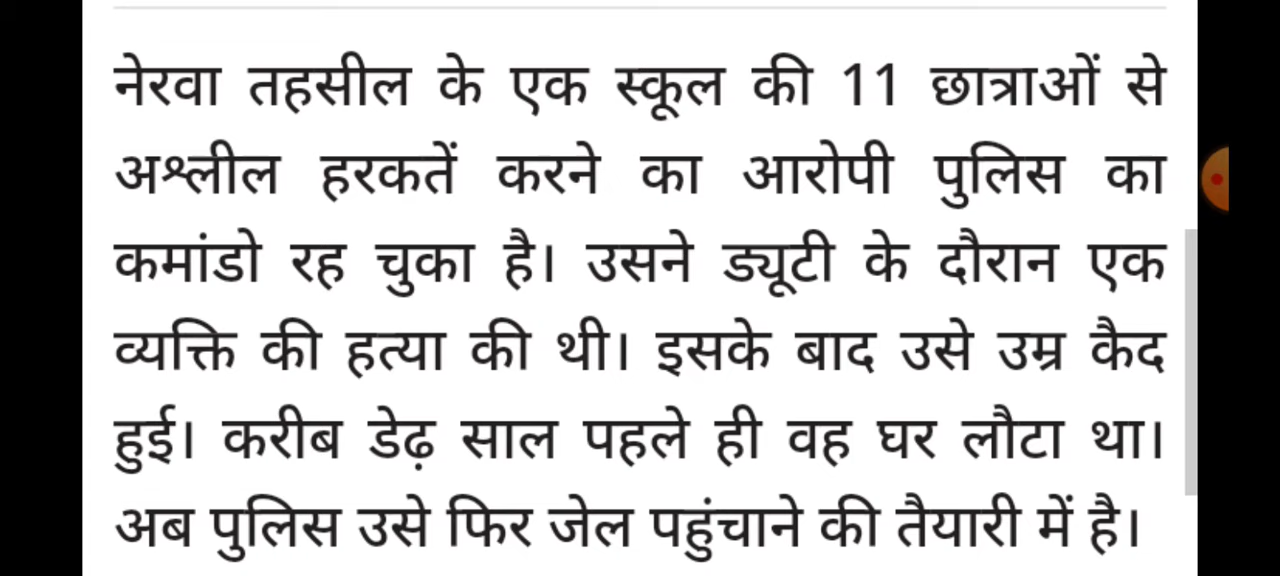 नेरवा तहसील के एक स्कूल की 11 छात्राओं से
अश्लील हरकतें करने का आरोपी पुलिस का
कमांडो रह चुका है। उसने ड्यूटी के दौरान एक
व्यक्ति की हत्या की थी। इसके बाद उसे उम्र कैद
हुई। करीब डेढ़ साल पहले ही वह घर लौटा था।
अब पुलिस उसे फिर जेल पहुंचाने की तैयारी में है।